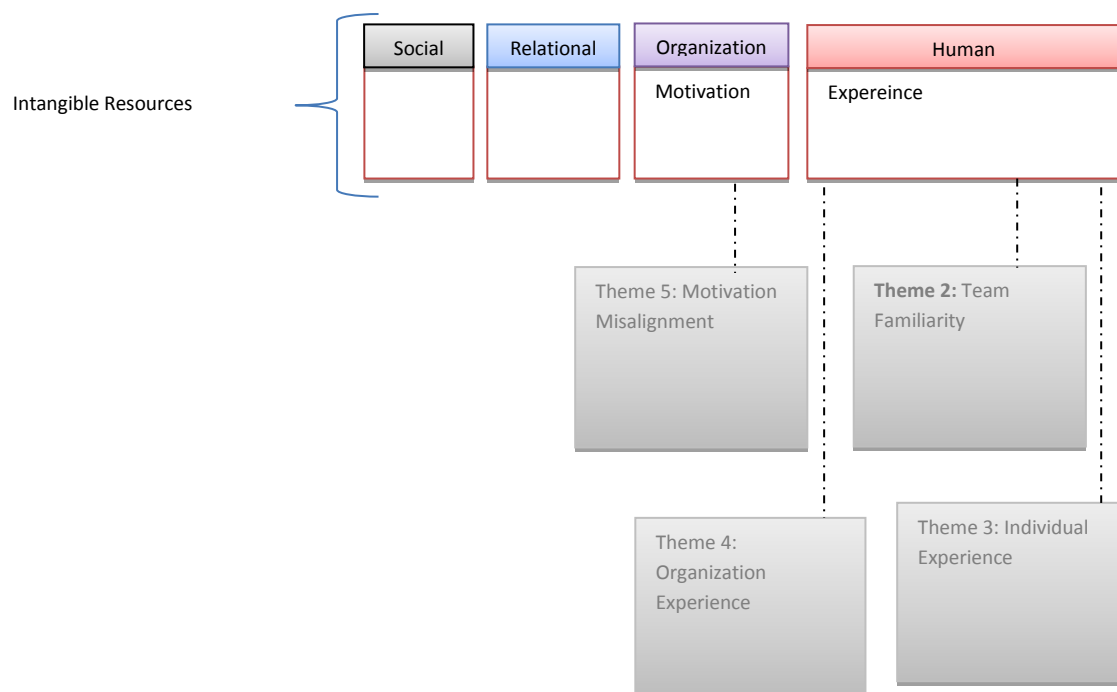 Social
Relational
Organization
Human
Intangible Resources
Motivation
Expereince
Theme 5: Motivation
Misalignment
Theme 2: Team
Familiarity
Theme 4:
Organization
Experience
Theme 3: Individual
Experience